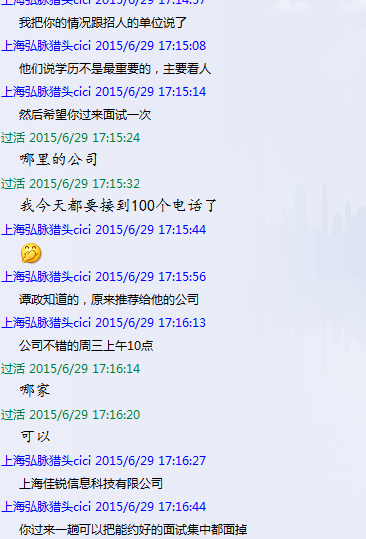 上海弘脉猎头cici 2015/6/29 17:14:57
我把你的情况跟招人的单位说了
上海弘脉猎头cici 2015/6/29 17:15:08
他们说学历不是最重要的，主要看人
上海弘脉猎头cici 2015/6/29 17:15:14
然后希望你过来面试一次
过活 2015/6/29 17:15:24
哪里的公司
过活 2015/6/29 17:15:32
我今天都要接到100个电话了
上海弘脉猎头cici 2015/6/29 17:15:44
上海弘脉猎头cici 2015/6/29 17:15:56
谭政知道的，原来推荐给他的公司
上海弘脉猎头cici 2015/6/29 17:16:13
公司不错的周三上午10点
过活 2015/6/29 17:16:14
哪家
过活 2015/6/29 17:16:20
可以
上海弘脉猎头cici 2015/6/29 17:16:27
上海佳锐信息科技有限公司
上海弘脉猎头cici 2015/6/29 17:16:44
你过来一趟可以把能约好的面试集中都面掉